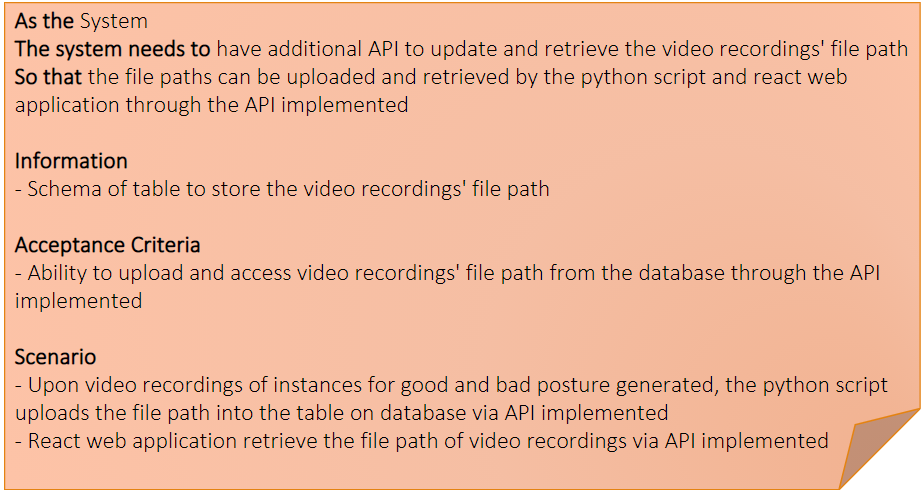 As the System
The system needs to have additional API to update and retrieve the video recordings' file path
So that the file paths can be uploaded and retrieved by the python script and react web
application through the API implemented
Information
- Schema of table to store the video recordings' file path
Acceptance Criteria
- Ability to upload and access video recordings' file path from the database through the API
implemented
Scenario
- Upon video recordings of instances for good and bad posture generated, the python script
uploads the file path into the table on database via API implemented
- React web application retrieve the file path of video recordings via API implemented